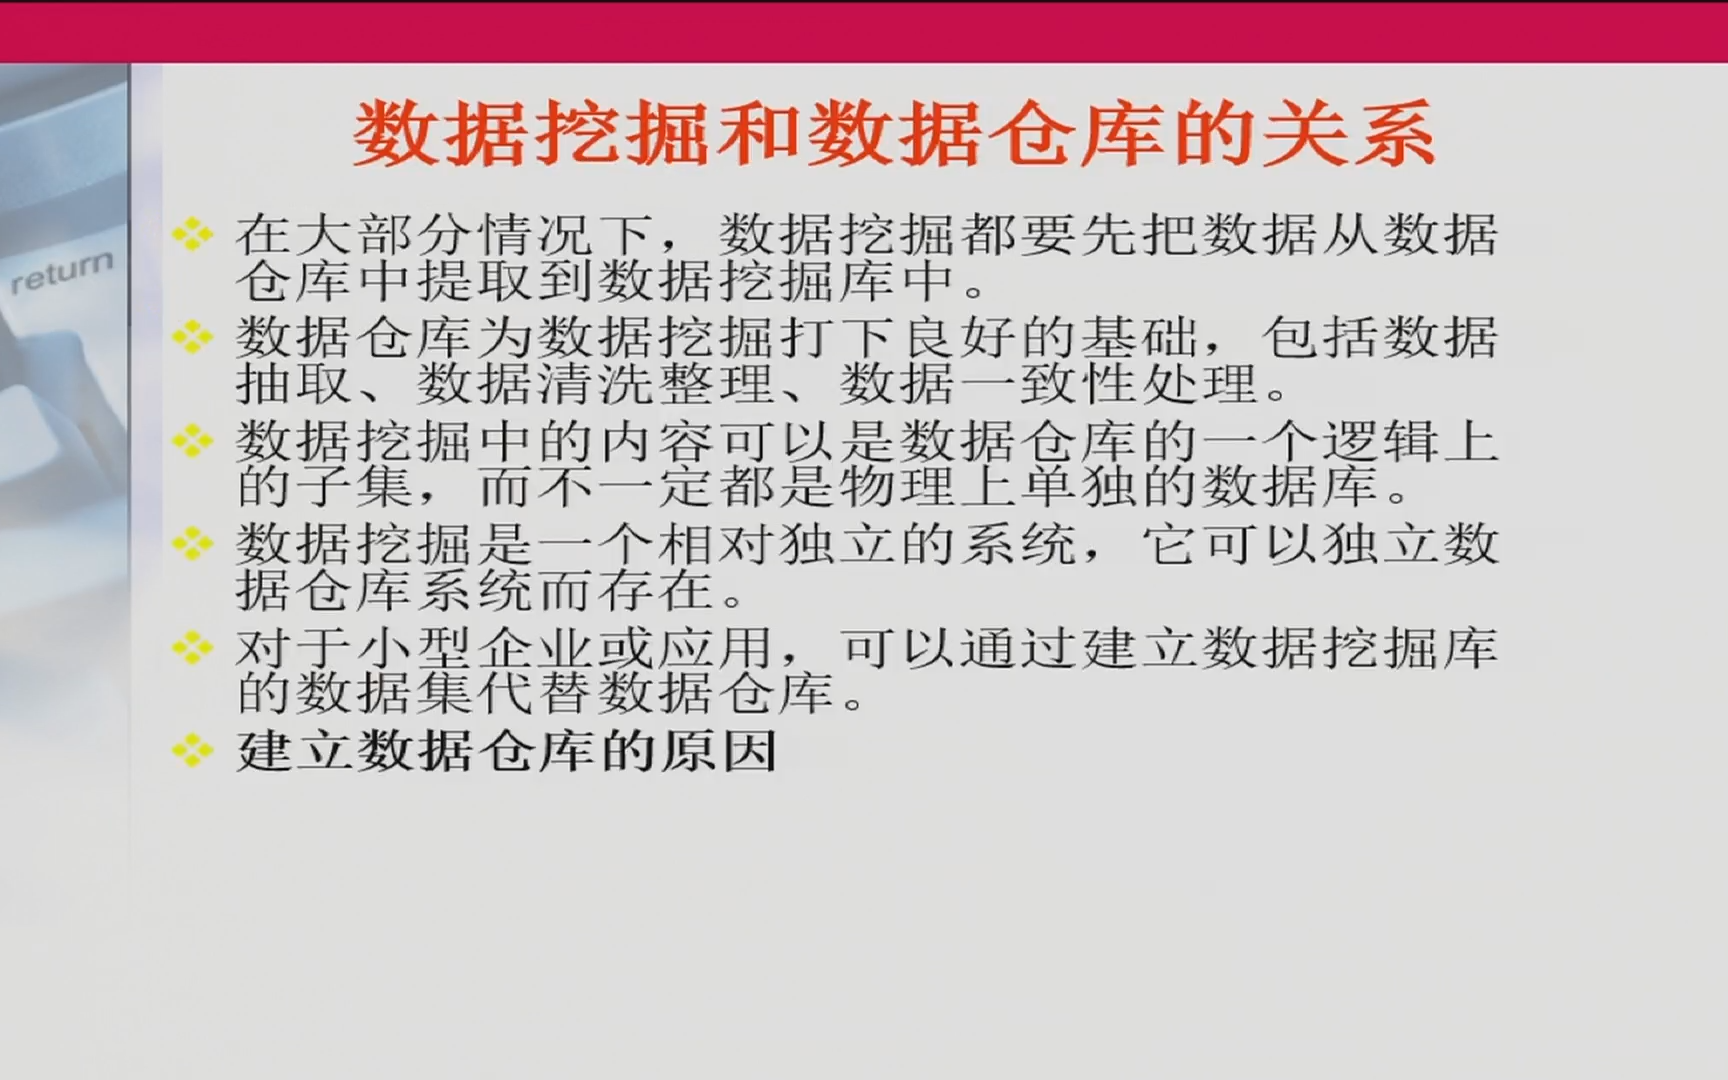 数据挖掘和数据仓库的关系
return
在大部分情况下，数据挖掘都要先把数据从数据
仓库中提取到数据挖掘库中。
数据仓库为数据挖掘打下良好的基础，包括数据
抽取、数据清洗整理、数据一致性处理。
数据挖掘中的内容可以是数据仓库的一个逻辑上
的子集，而不一定都是物理上单独的数据库。
数据挖掘是一个相对独立的系统，它可以独立数
据仓库系统而存在。
对于小型企业或应用，可以通过建立数据挖掘库
的数据集代替数据仓库。
建立数据仓库的原因